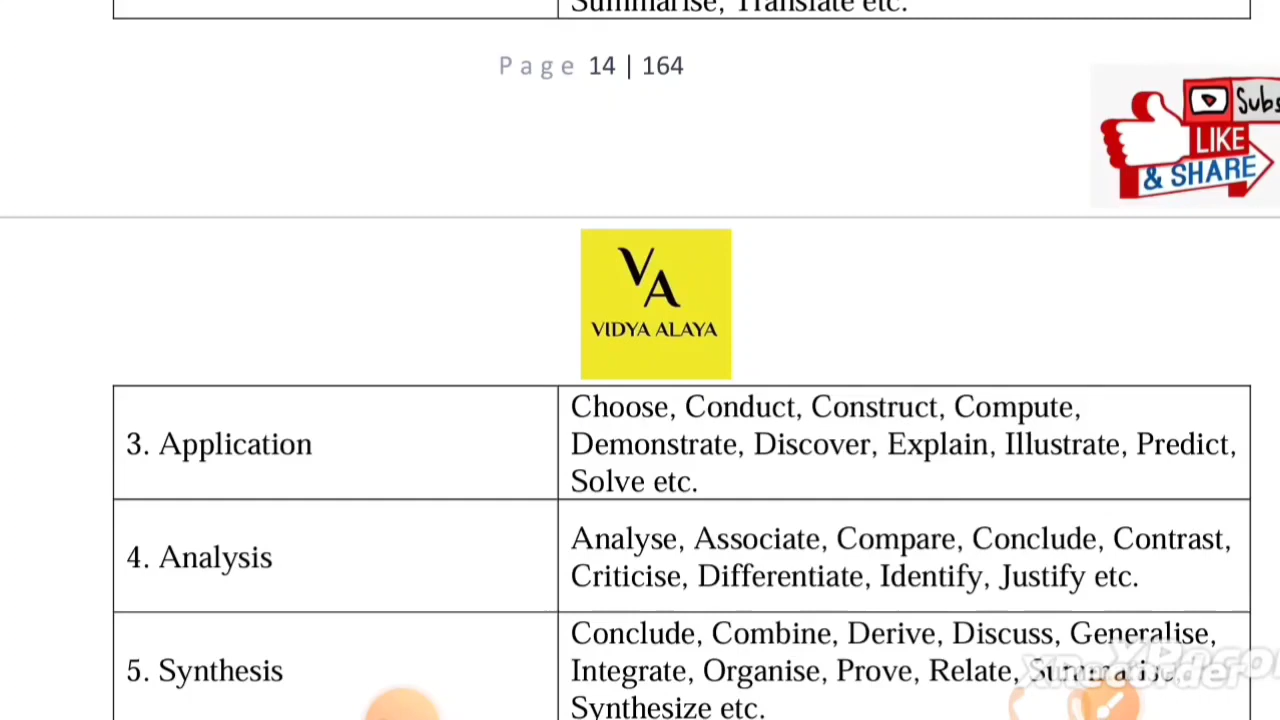 Summarise, Translate etc.
Page 14 | 164
LIKE
& SHARE
VA
VIDYA ALAYA
3. Application
Choose, Conduct, Construct, Compute,
Demonstrate, Discover, Explain, Illustrate, Predict,
Solve etc.
4. Analysis
Analyse, Associate, Compare, Conclude, Contrast,
Criticise, Differentiate, Identify, Justify etc.
5. Synthesis
Conclude, Combine, Derive, Discuss, Generalise,
Integrate, Organise, Prove, Relate, Summarise,
Synthesize etc.